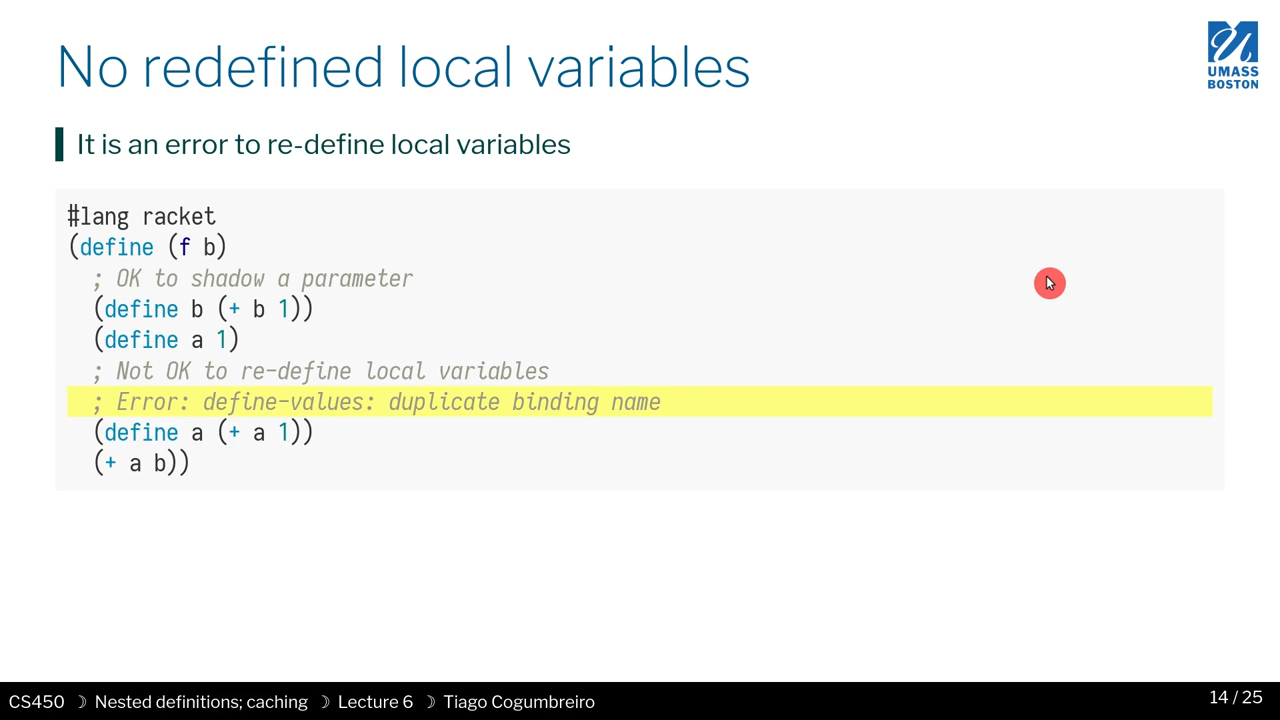 No redefined local variables
UMASS
BOSTON
It is an error to re-define local variables
#lang racket
(define (f b)
  ; OK to shadow a parameter
  (define b (+ b 1))
  (define a 1)
  ; Not OK to re-define local variables
  ; Error: define-values: duplicate binding name
  (define a (+ a 1))
  (+ a b))
CS450 ☽ Nested definitions; caching ☽ Lecture 6 ☽ Tiago Cogumbreiro
14 / 25